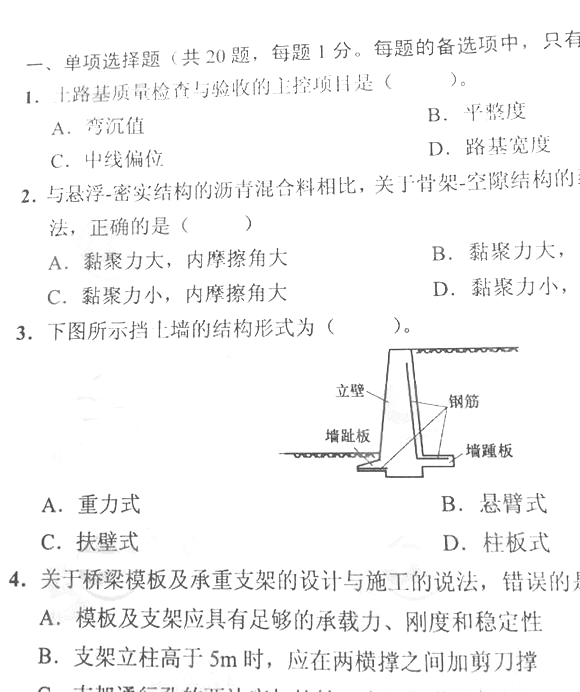 一、单项选择题（共 20 题，每题 1 分。每题的备选项中，只有
1. 土路基质量检查与验收的主控项目是（ ）。
A. 弯沉值 B. 平整度
C. 中线偏位 D. 路基宽度
2. 与悬浮-密实结构的沥青混合料相比，关于骨架-空隙结构的
法，正确的是（ ）
A. 黏聚力大，内摩擦角大 B. 黏聚力大，
C. 黏聚力小，内摩擦角大 D. 黏聚力小，
3. 下图所示挡土墙的结构形式为（ ）。
立壁
钢筋
墙趾板
墙踵板
A. 重力式 B. 悬臂式
C. 扶壁式 D. 柱板式
4. 关于桥梁模板及承重支架的设计与施工的说法，错误的是
A. 模板及支架应具有足够的承载力、刚度和稳定性
B. 支架立柱高于 5m 时，应在两横撑之间加剪刀撑